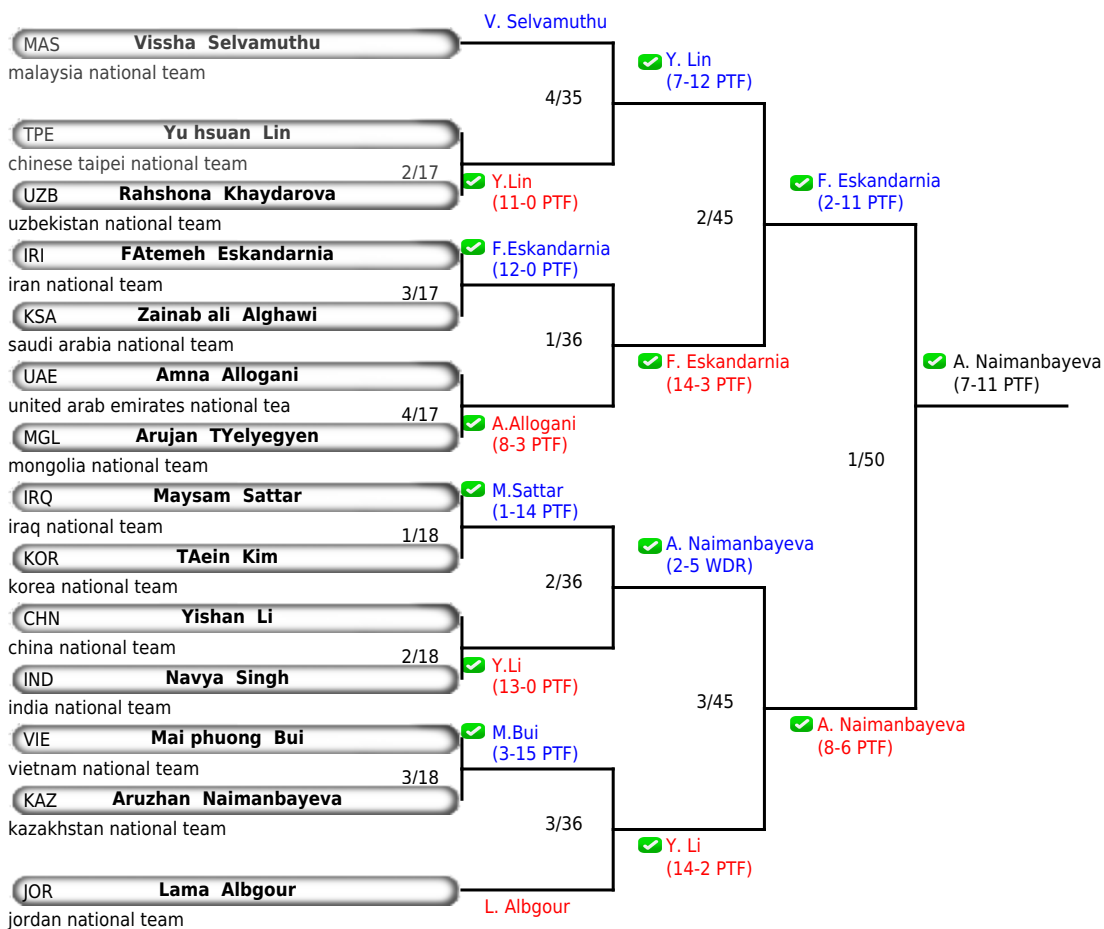 V. Selvamuthu
MAS Vissha Selvamuthu
malaysia national team
Y. Lin
(7-12 PTF)
4/35
TPE Yu hsuan Lin
chinese taipei national team
2/17
Y.Lin
(11-0 PTF)
UZB Rahshona Khaydarova
uzbekistan national team
F. Eskandarnia
(2-11 PTF)
2/45
IRI FAtemeh Eskandarnia
iran national team
F.Eskandarnia
(12-0 PTF)
3/17
KSA Zainab ali Alghawi
saudi arabia national team
1/36
F. Eskandarnia
(14-3 PTF)
A. Naimanbayeva
(7-11 PTF)
UAE Amna Allogani
united arab emirates national tea
4/17
A.Allogani
(8-3 PTF)
MGL Arujan TYelyegyen
mongolia national team
1/50
IRQ Maysam Sattar
iraq national team
M.Sattar
(1-14 PTF)
1/18
KOR TAein Kim
korea national team
A. Naimanbayeva
(2-5 WDR)
2/36
CHN Yishan Li
china national team
2/18
Y.Li
(13-0 PTF)
IND Navya Singh
india national team
3/45
A. Naimanbayeva
(8-6 PTF)
VIE Mai phuong Bui
vietnam national team
M.Bui
(3-15 PTF)
3/18
KAZ Aruzhan Naimanbayeva
kazakhstan national team
3/36
Y. Li
(14-2 PTF)
JOR Lama Albgour
jordan national team
L. Albgour